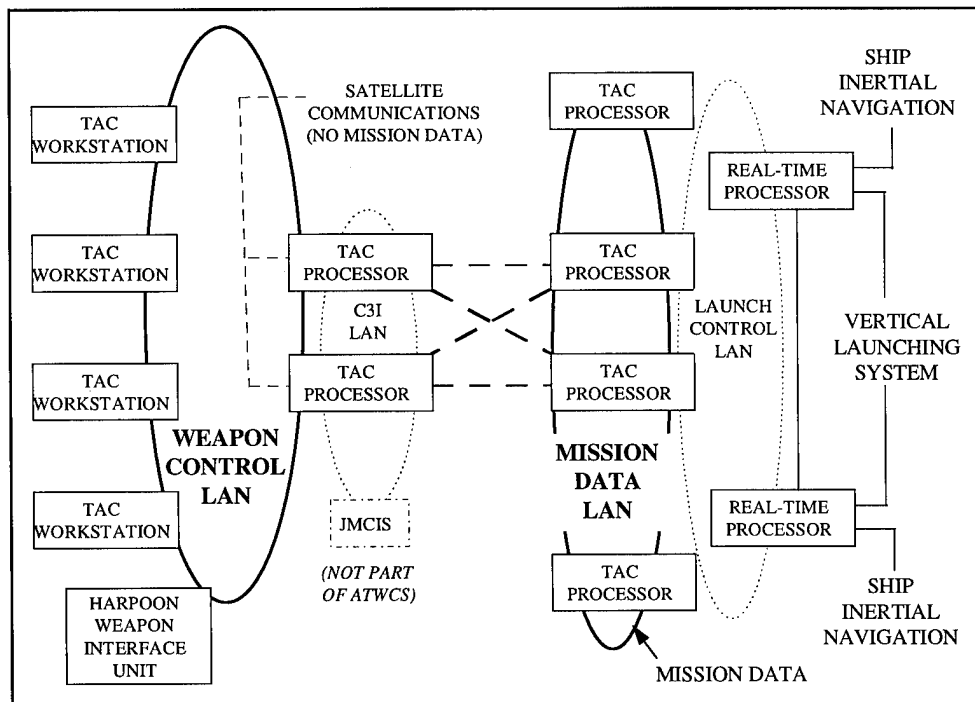 TAC
WORKSTATION
TAC
WORKSTATION
TAC
WORKSTATION
TAC
WORKSTATION
HARPOON
WEAPON
INTERFACE
UNIT
WEAPON
CONTROL
LAN
SATELLITE
COMMUNICATIONS
(NO MISSION DATA)
TAC
PROCESSOR
C3I
LAN
TAC
PROCESSOR
JMCIS
(NOT PART
OF ATWCS)
TAC
PROCESSOR
TAC
PROCESSOR
TAC
PROCESSOR
MISSION
DATA
LAN
TAC
PROCESSOR
MISSION DATA
LAUNCH
CONTROL
LAN
SHIP
INERTIAL
NAVIGATION
REAL-TIME
PROCESSOR
VERTICAL
LAUNCHING
SYSTEM
REAL-TIME
PROCESSOR
SHIP
INERTIAL
NAVIGATION